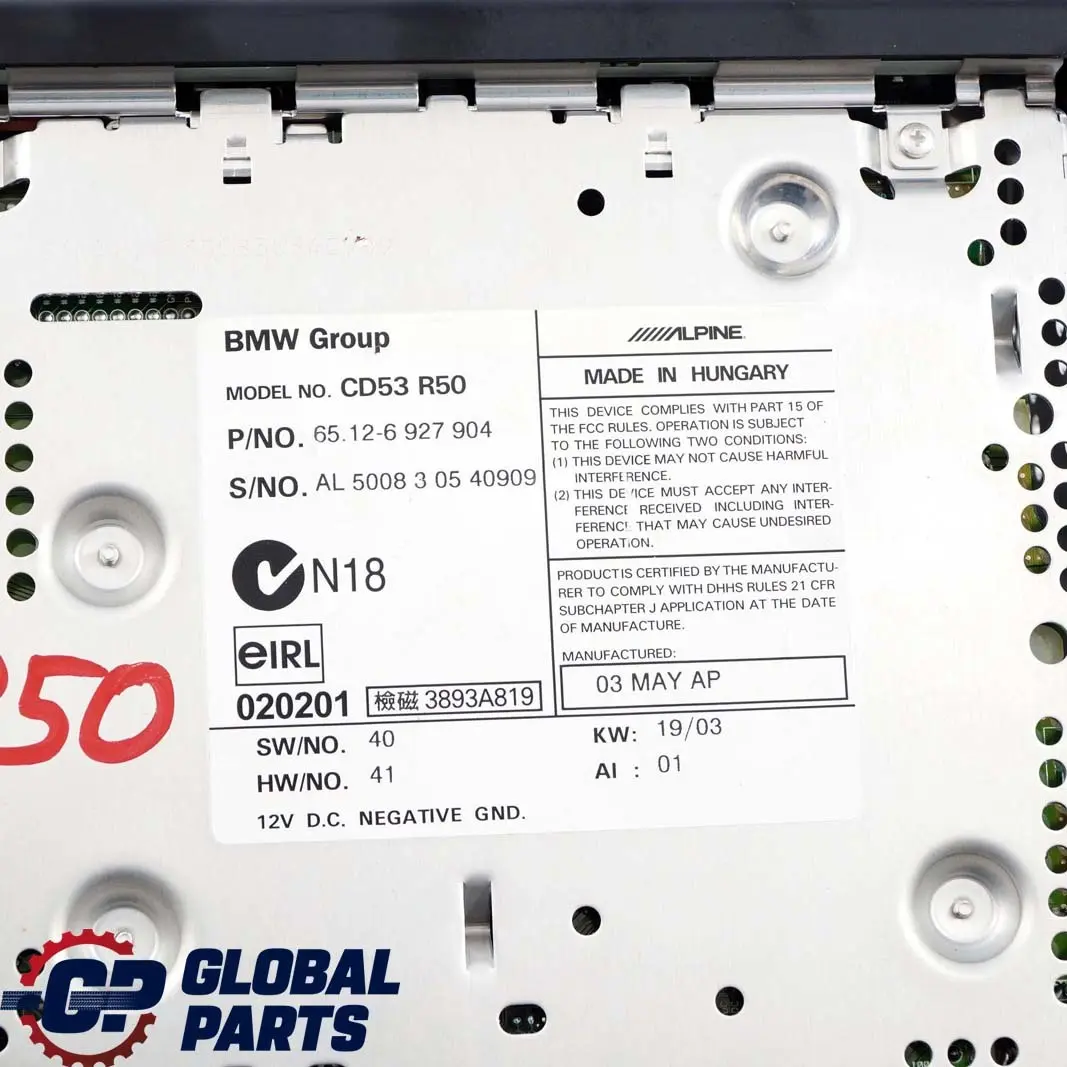 BMW Group
MODEL NO. CD53 R50
P/NO. 65.12-6 927 904
S/NO. AL 5008 3 05 40909
N18
eIRL
020201 檢磁 3893A819
ALPINE
MADE IN HUNGARY
THIS DEVICE COMPLIES WITH PART 15 OF
THE FCC RULES. OPERATION IS SUBJECT
TO THE FOLLOWING TWO CONDITIONS:
(1) THIS DEVICE MAY NOT CAUSE HARMFUL
INTERFERENCE.
(2) THIS DEVICE MUST ACCEPT ANY INTER-
FERENCE RECEIVED INCLUDING INTER-
FERENCE THAT MAY CAUSE UNDESIRED
OPERATION.
PRODUCT IS CERTIFIED BY THE MANUFACTU-
RER TO COMPLY WITH DHHS RULES 21 CFR
SUBCHAPTER J APPLICATION AT THE DATE
OF MANUFACTURE.
MANUFACTURED:
03 MAY AP
SW/NO. 40
HW/NO. 41
KW: 19/03
AI : 01
12V D.C. NEGATIVE GND.
50
GP GLOBAL
PARTS